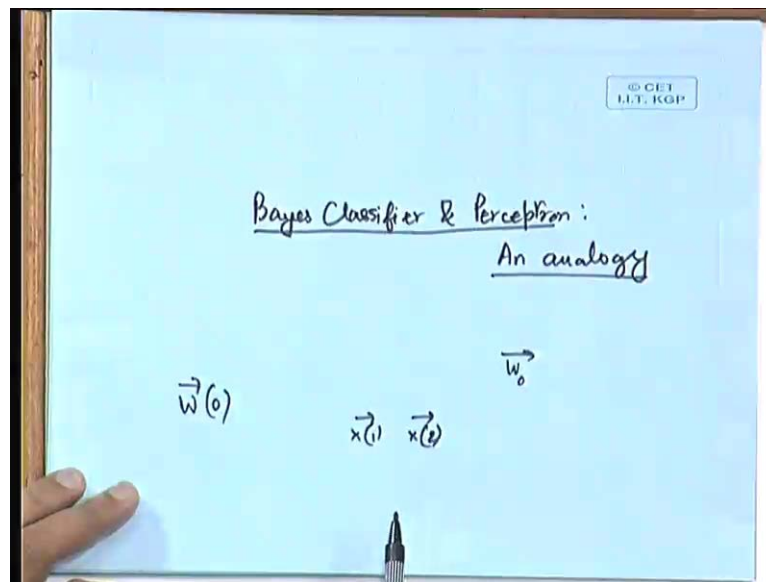 © CET
I.I.T. KGP
Bayes Classifier & Perceptron :
An analogy
→W₀
→W(0)
→x(1) →x(2)